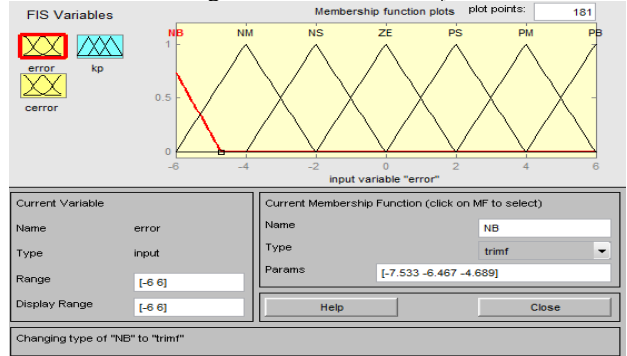 FIS Variables
Membership function plots
plot points:
181
NB NM NS ZE PS PM PB
error kp
cerror
1
0.5
0
-6 -4 -2 0 2 4 6
input variable "error"
Current Variable
Name error
Type input
Range [-6 6]
Display Range [-6 6]
Current Membership Function (click on MF to select)
Name NB
Type trimf
Params [-7.533 -6.467 -4.689]
Help Close
Changing type of "NB" to "trimf"